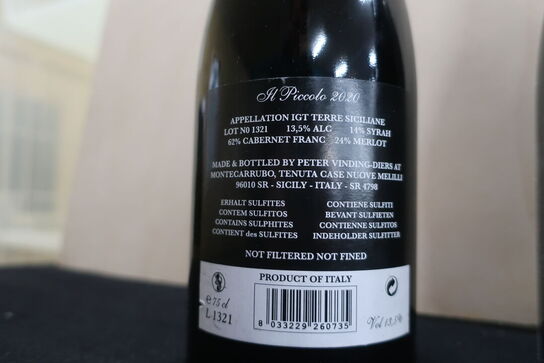 Il Piccolo 2020
APPELLATION IGT TERRE SICILIANE
LOT N0 1321 13,5% ALC 14% SYRAH
62% CABERNET FRANC 24% MERLOT
MADE & BOTTLED BY PETER VINDING-DIERS AT
MONTECARRUBO, TENUTA CASE NUOVE MELILLI
96010 SR - SICILY - ITALY - SR 4798
ERHALT SULFITES CONTIENE SULFITI
CONTEM SULFITOS BEVANT SULFIETEN
CONTAINS SULPHITES CONTIENNE SULFITOS
CONTIENT des SULFITES INDEHOLDER SULFITTER
NOT FILTERED NOT FINED
PRODUCT OF ITALY
e 75 cl
L 1321
8 033229 260735
Vol 13,5%